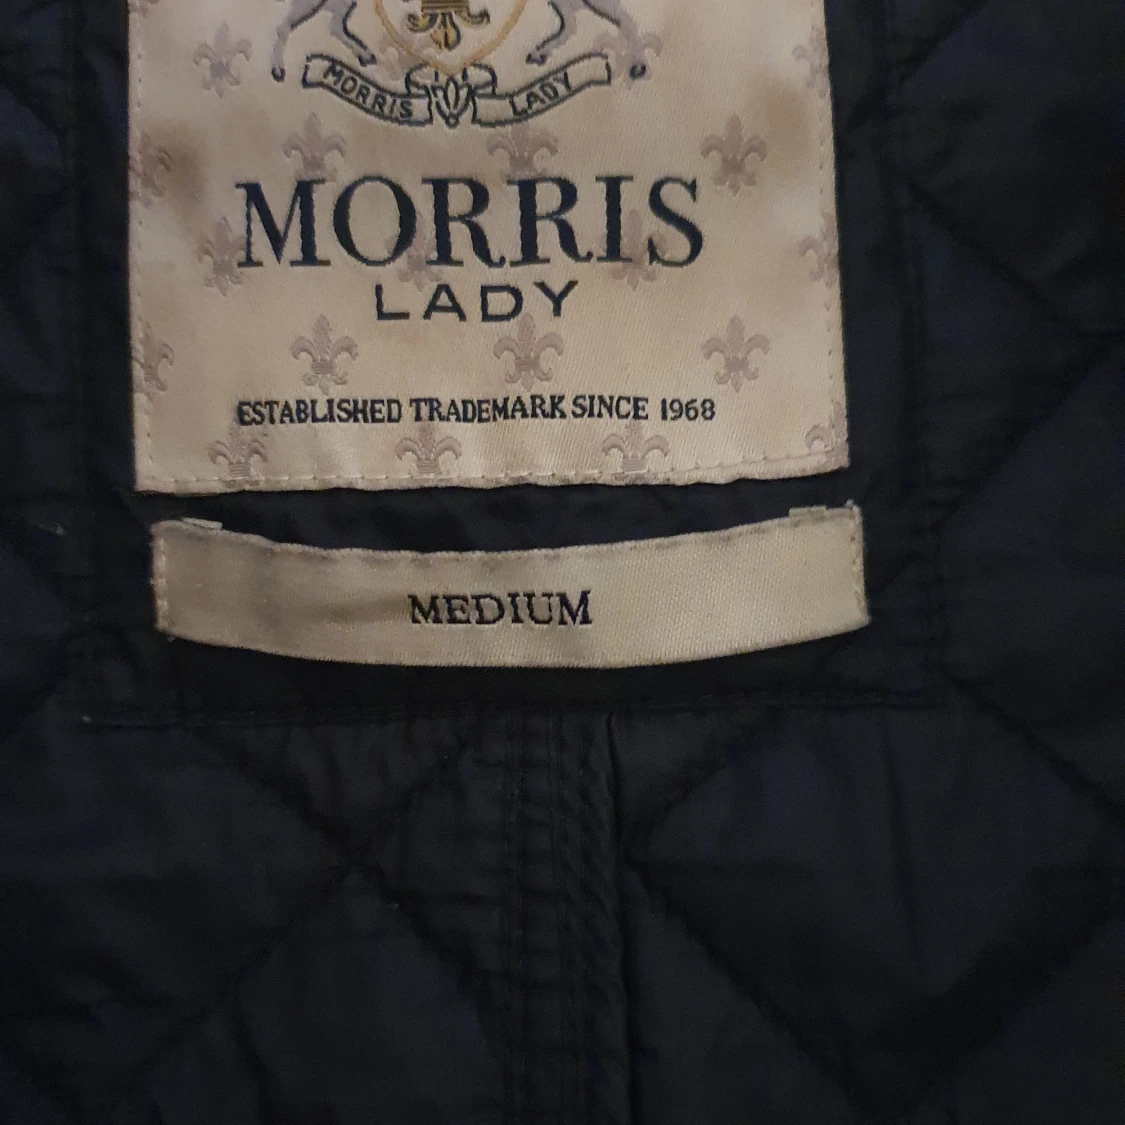 MORRIS LADY
MORRIS
LADY
ESTABLISHED TRADEMARK SINCE 1968
MEDIUM